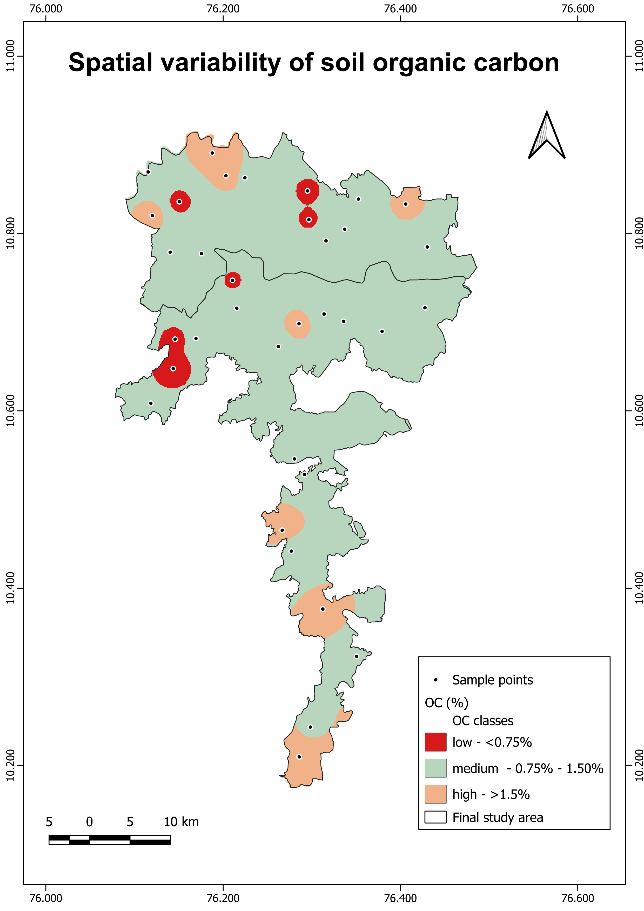 76.000 76.200 76.400 76.600
11.000 11.000
Spatial variability of soil organic carbon
10.800 10.800
10.600 10.600
10.400 10.400
Sample points
OC (%)
OC classes
low - <0.75%
10.200 10.200
medium - 0.75% - 1.50%
high - >1.5%
Final study area
5 0 5 10 km
76.000 76.200 76.400 76.600